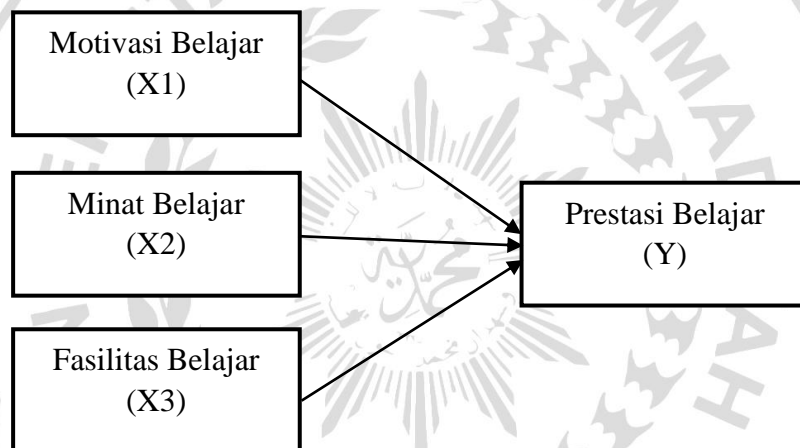 Motivasi Belajar
(X1)
Minat Belajar
(X2)
Prestasi Belajar
(Y)
Fasilitas Belajar
(X3)